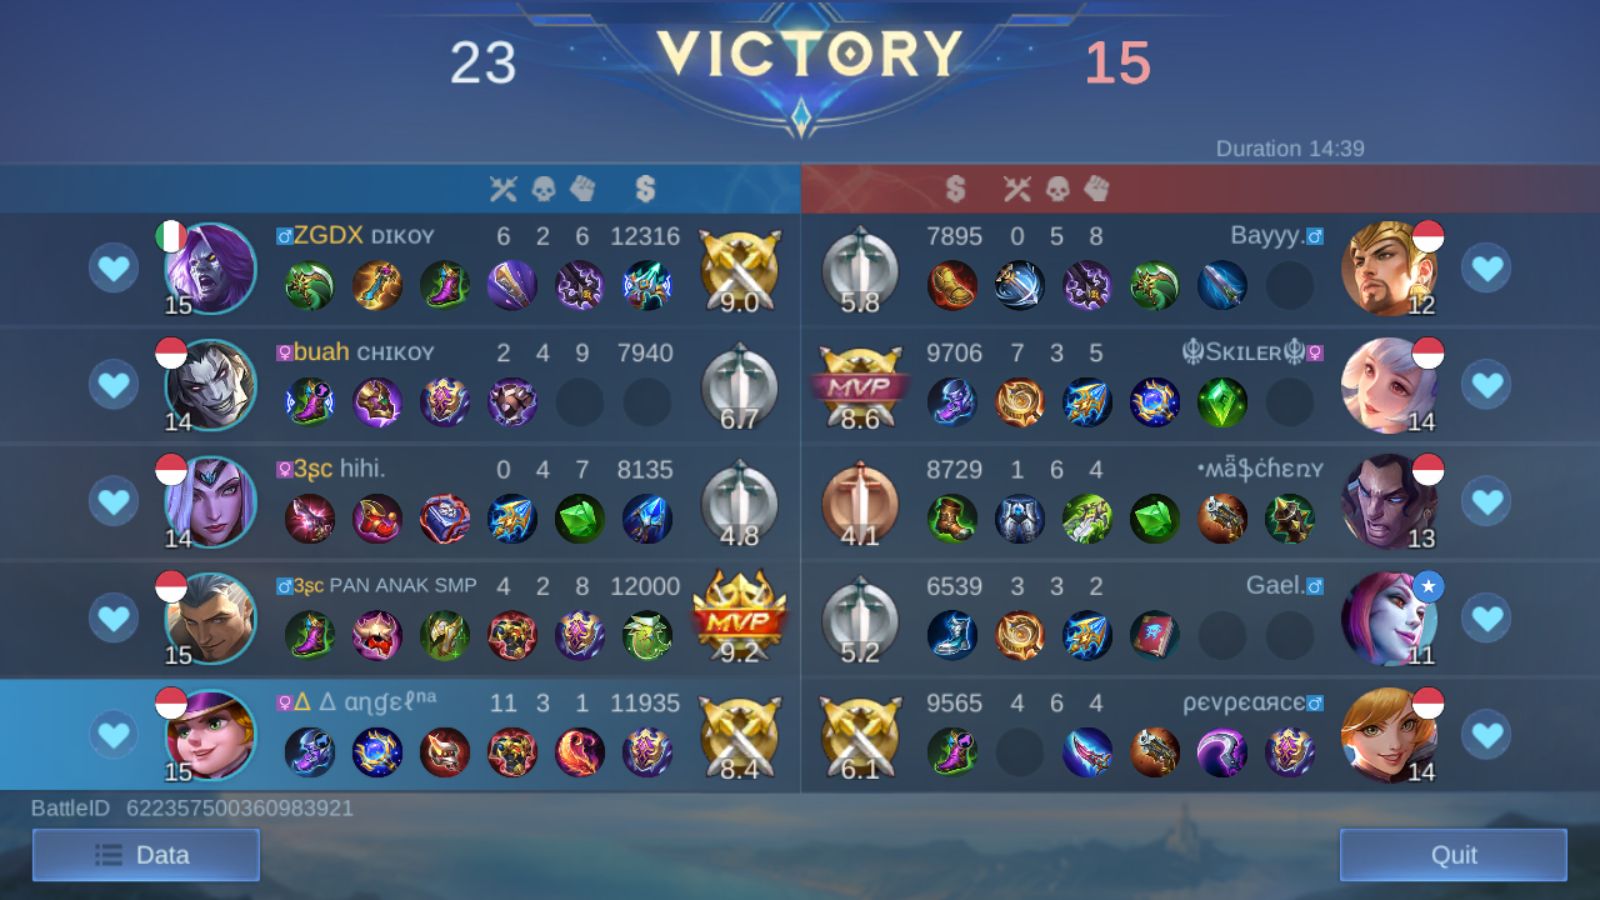 23 VICTORY 15
Duration 14:39
ZGDX DIKOY 6 2 6 12316
15 9.0
5.8 7895 0 5 8 Bayyy.
12
buah CHIKOY 2 4 9 7940
14 6.7
MVP 8.6 9706 7 3 5 SKILER
14
3şc hihi. 0 4 7 8135
14 4.8
4.1 8729 1 6 4
13
3şc PAN ANAK SMP 4 2 8 12000
15 MVP 9.2
5.2 6539 3 3 2 Gael.
11
Δ Δ αηɠεℓⁿᵃ 11 3 1 11935
15 8.4
6.1 9565 4 6 4 ρєνρєαяcє
14
BattleID 622357500360983921
Data
Quit